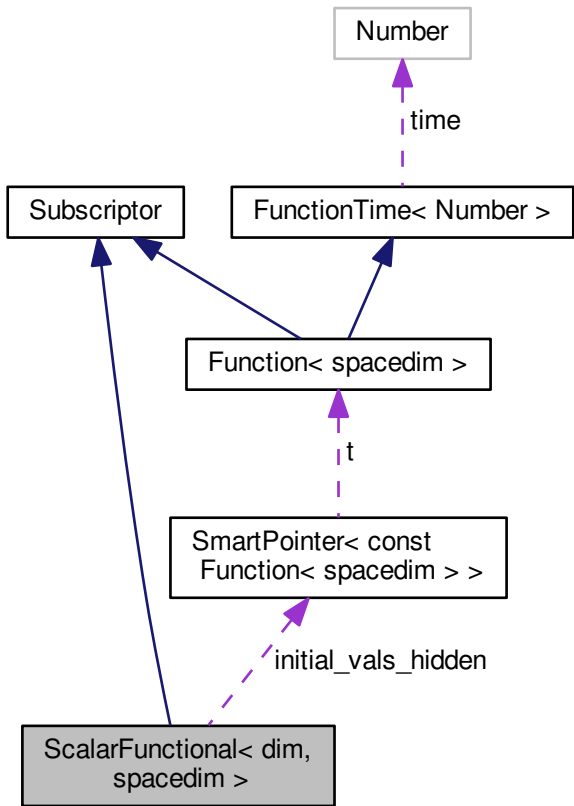 Number
time
Subscriptor
FunctionTime< Number >
Function< spacedim >
t
SmartPointer< const
Function< spacedim > >
initial_vals_hidden
ScalarFunctional< dim,
spacedim >